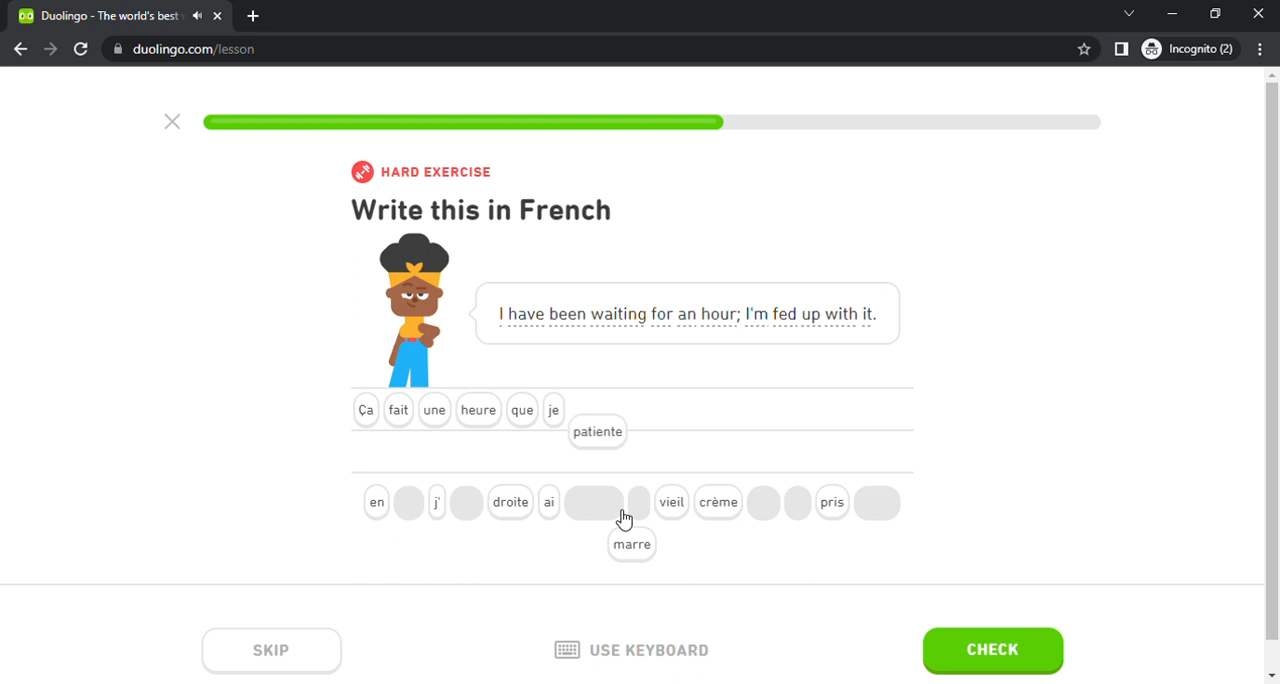 Duolingo - The world's best
duolingo.com/lesson
Incognito (2)
HARD EXERCISE
Write this in French
I have been waiting for an hour; I'm fed up with it.
Ça fait une heure que je
patiente
en j' droite ai vieil crème pris
marre
SKIP
USE KEYBOARD
CHECK